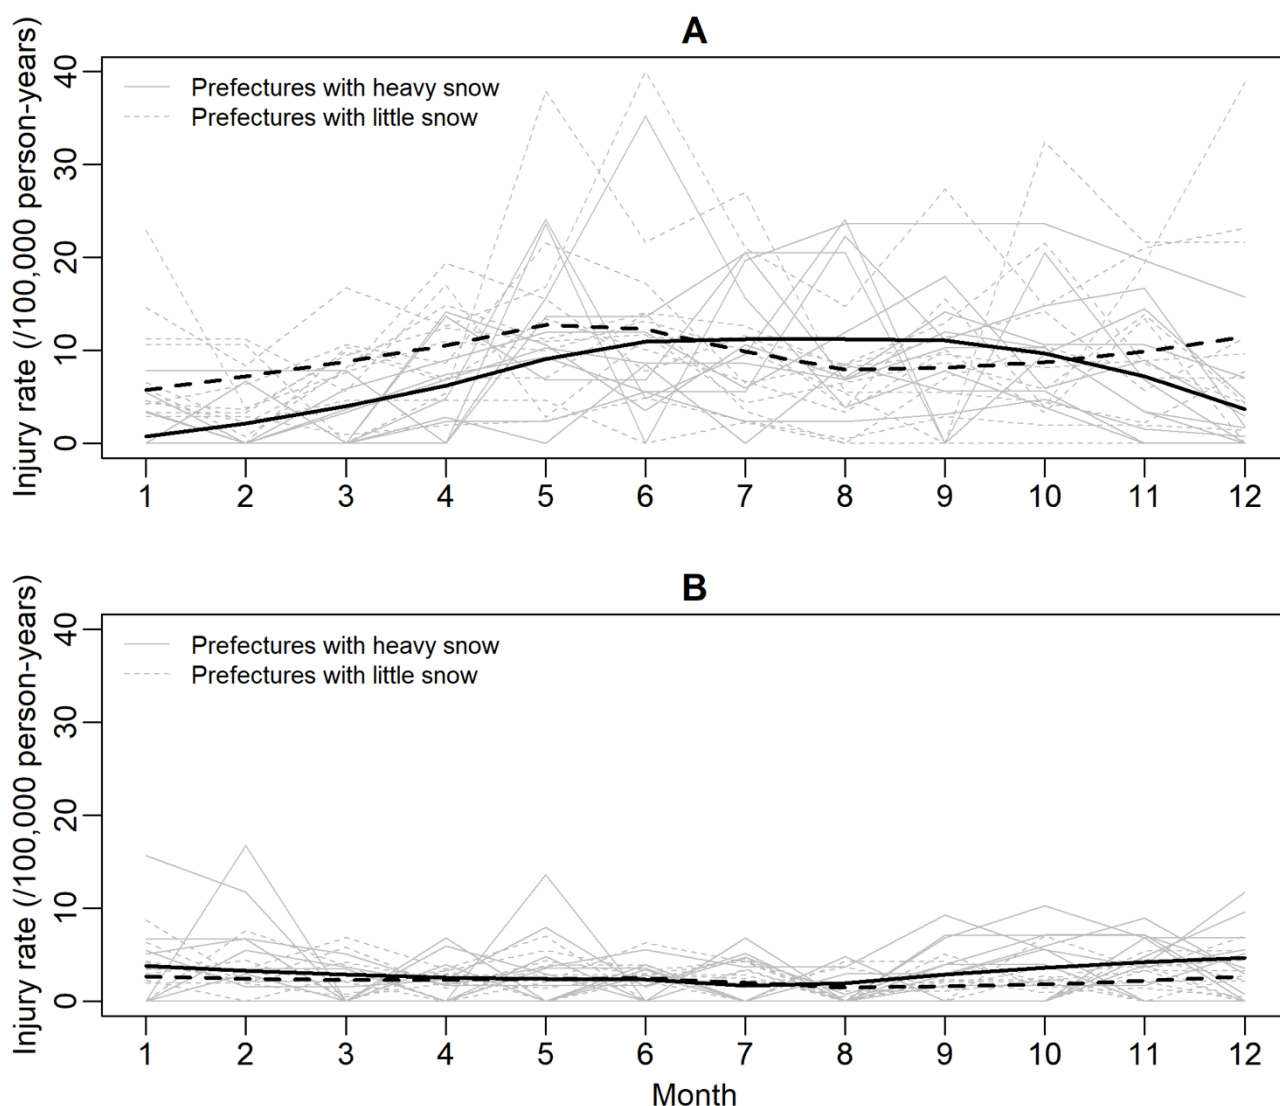 A
Injury rate (/100,000 person-years)
40
30
20
10
0
Prefectures with heavy snow
Prefectures with little snow
1 2 3 4 5 6 7 8 9 10 11 12
B
Injury rate (/100,000 person-years)
40
30
20
10
0
Prefectures with heavy snow
Prefectures with little snow
1 2 3 4 5 6 7 8 9 10 11 12
Month